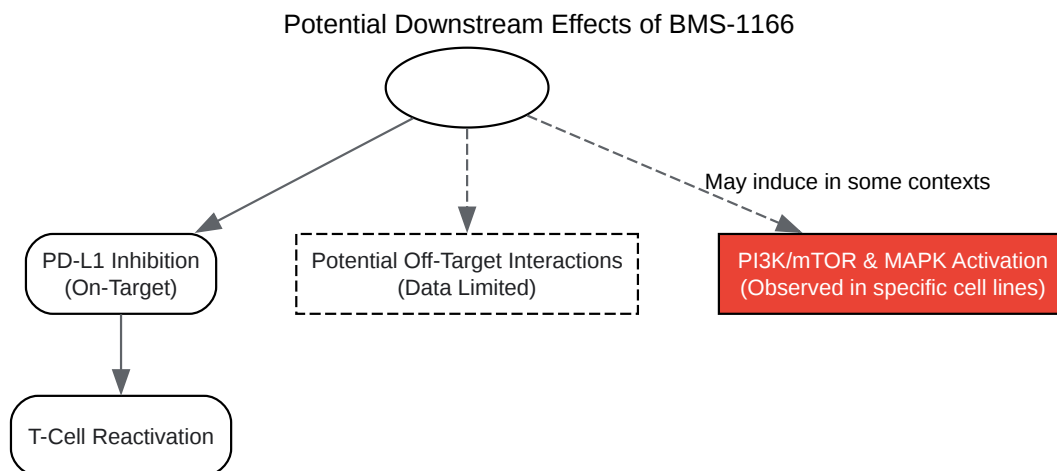 Potential Downstream Effects of BMS-1166
May induce in some contexts
PD-L1 Inhibition
(On-Target)
Potential Off-Target Interactions
(Data Limited)
PI3K/mTOR & MAPK Activation
(Observed in specific cell lines)
T-Cell Reactivation